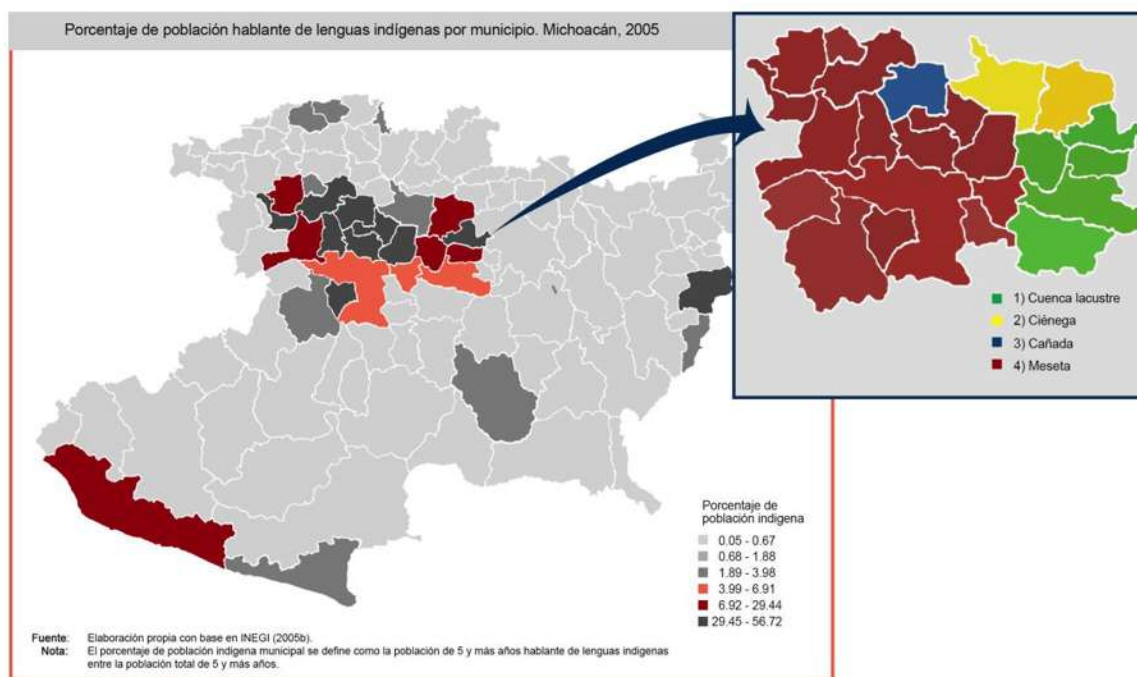 Porcentaje de población hablante de lenguas indígenas por municipio. Michoacán, 2005
1) Cuenca lacustre
2) Ciénega
3) Cañada
4) Meseta
Porcentaje de
población indigena
0.05 - 0.67
0.68 - 1.88
1.89 - 3.98
3.99 - 6.91
6.92 - 29.44
29.45 - 56.72
Fuente: Elaboración propia con base en INEGI (2005b).
Nota: El porcentaje de población indígena municipal se define como la población de 5 y más años hablante de lenguas indigenas
entre la población total de 5 y más años.